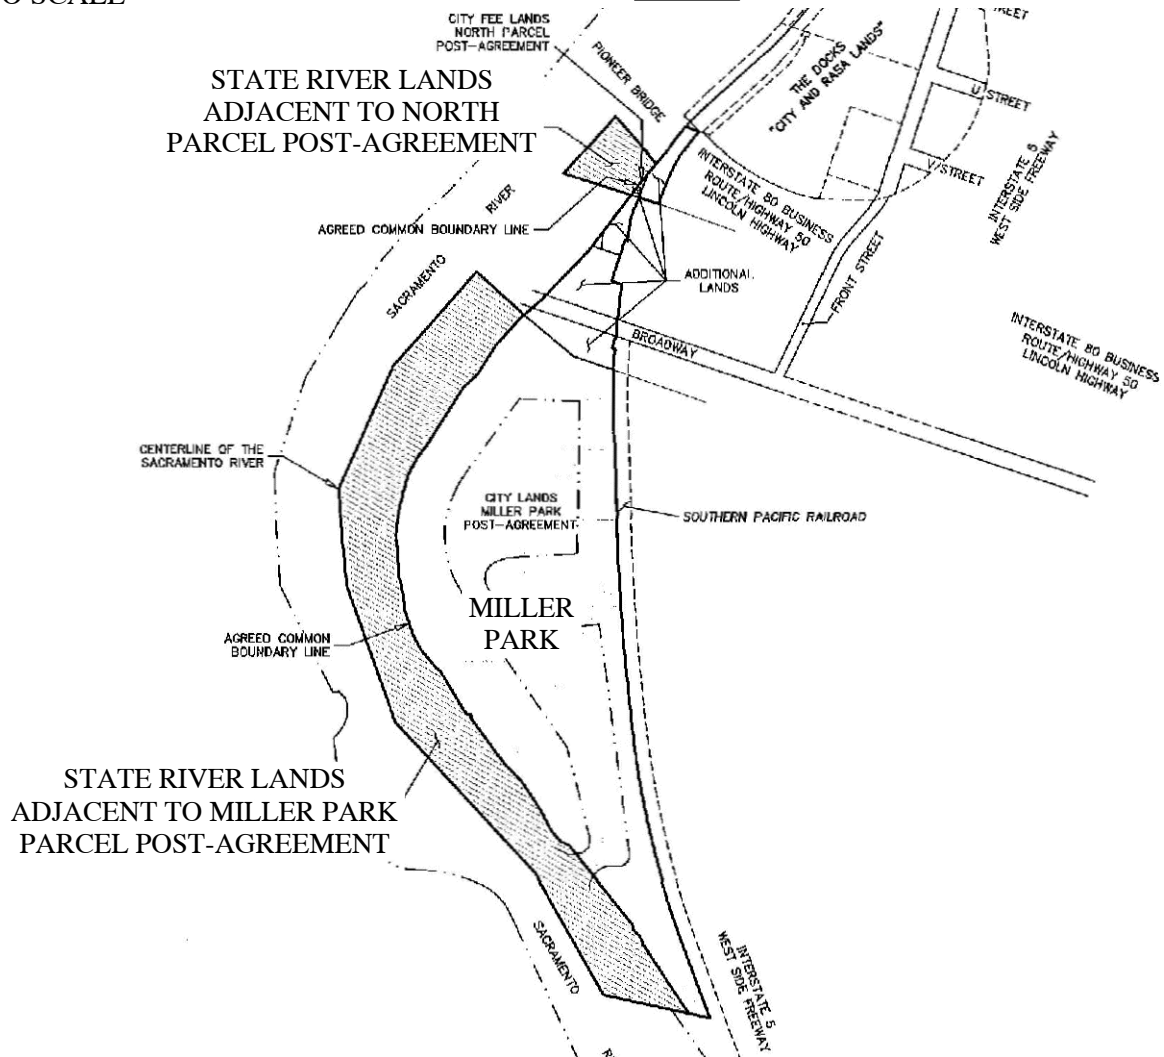 O SCALE
CITY FEE LANDS
NORTH PARCEL
POST-AGREEMENT
STATE RIVER LANDS
ADJACENT TO NORTH
PARCEL POST-AGREEMENT
PIONEER BRIDGE
THE DOCKS
"CITY AND RASA LANDS"
REET
U STREET
V STREET
INTERSTATE 5
WEST SIDE FREEWAY
INTERSTATE 80 BUSINESS
ROUTE/HIGHWAY 50
LINCOLN HIGHWAY
RIVER
AGREED COMMON BOUNDARY LINE
SACRAMENTO
ADDITIONAL
LANDS
FRONT STREET
BROADWAY
INTERSTATE 80 BUSINESS
ROUTE/HIGHWAY 50
LINCOLN HIGHWAY
CENTERLINE OF THE
SACRAMENTO RIVER
CITY LANDS
MILLER PARK
POST-AGREEMENT
SOUTHERN PACIFIC RAILROAD
MILLER
PARK
AGREED COMMON
BOUNDARY LINE
STATE RIVER LANDS
ADJACENT TO MILLER PARK
PARCEL POST-AGREEMENT
SACRAMENTO
INTERSTATE 5
WEST SIDE FREEWAY